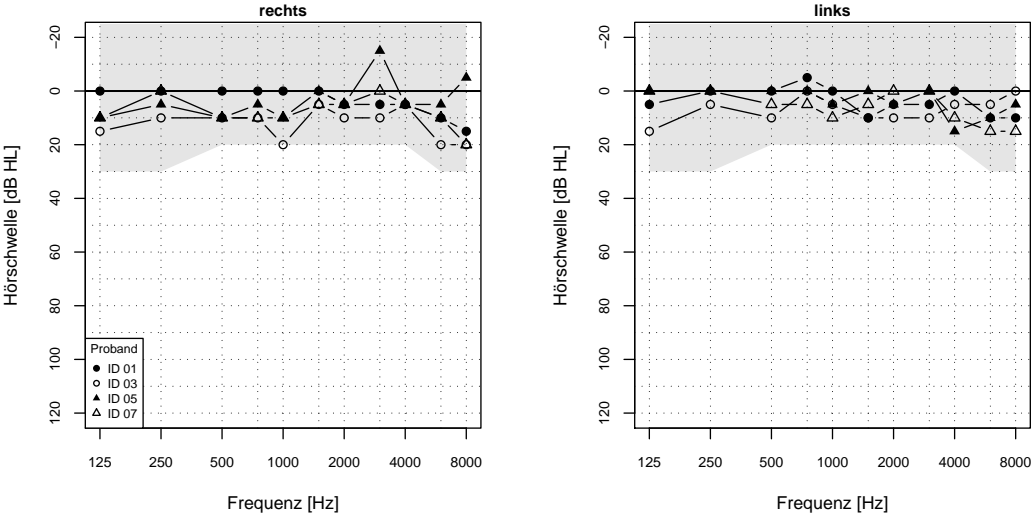 rechts
Hörschwelle [dB HL]
−20
0
20
40
60
80
100
120
Proband
ID 01
ID 03
ID 05
ID 07
125 250 500 1000 2000 4000 8000
Frequenz [Hz]
links
Hörschwelle [dB HL]
−20
0
20
40
60
80
100
120
125 250 500 1000 2000 4000 8000
Frequenz [Hz]